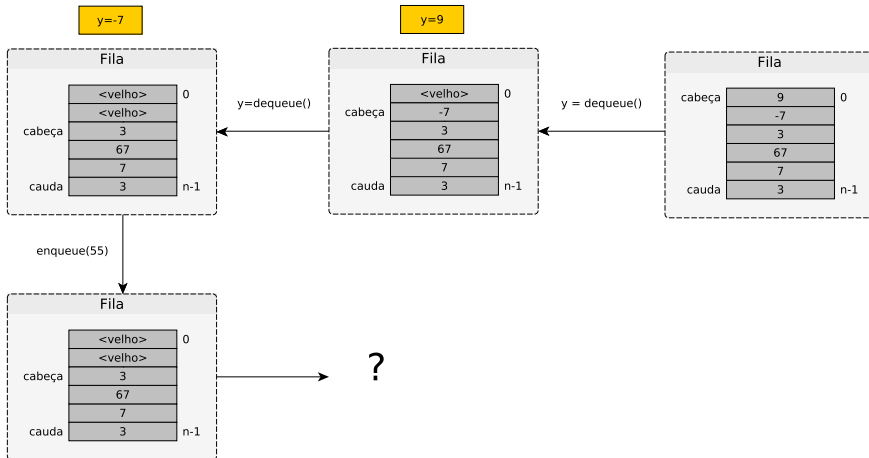 y=-7
y=9
Fila
<velho>
0
<velho>
cabeça
3
67
7
cauda
3
n-1
y=dequeue()
Fila
<velho>
0
-7
cabeça
3
67
7
cauda
3
n-1
y = dequeue()
Fila
cabeça
9
0
-7
3
67
7
cauda
3
n-1
enqueue(55)
Fila
<velho>
0
<velho>
cabeça
3
67
7
cauda
3
n-1
?